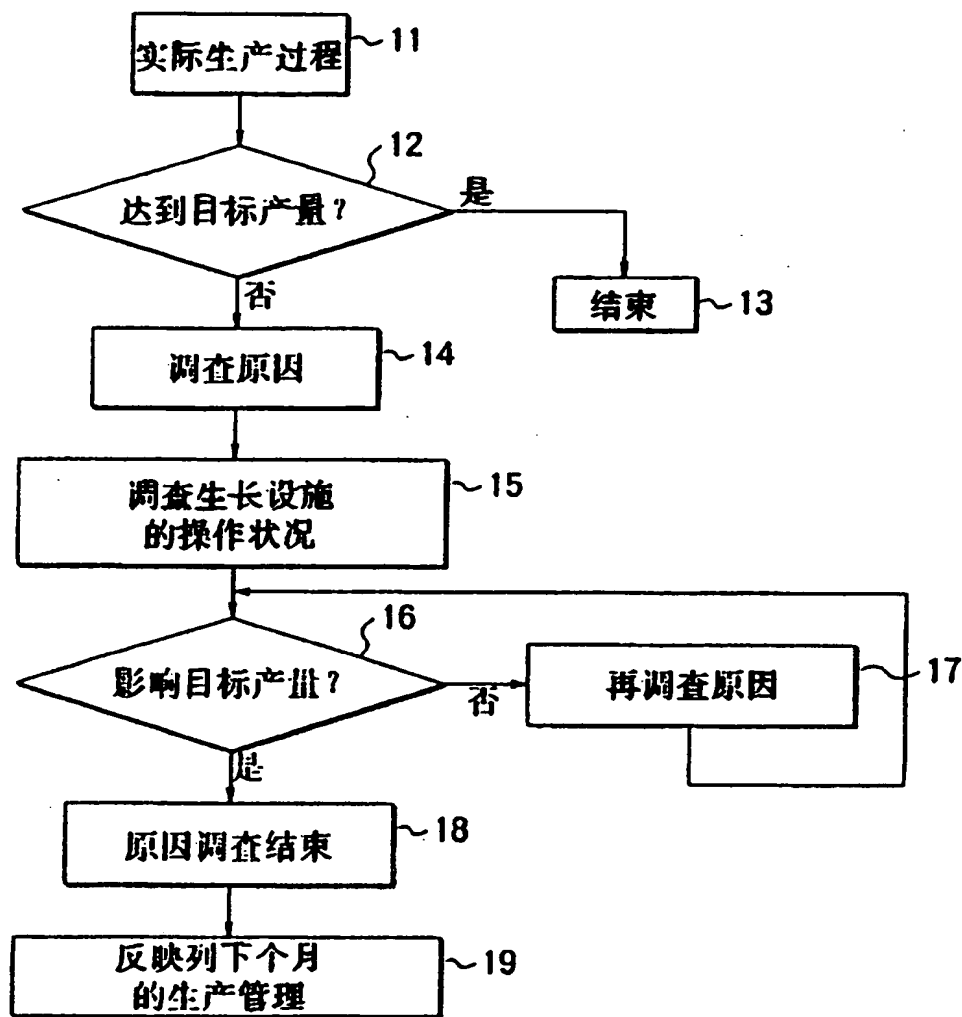 实际生产过程
11
达到目标产量?
12
是
否
结束
13
调查原因
14
调查生长设施
的操作状况
15
影响目标产量?
16
否
是
再调查原因
17
原因调查结束
18
反映列下个月
的生产管理
19